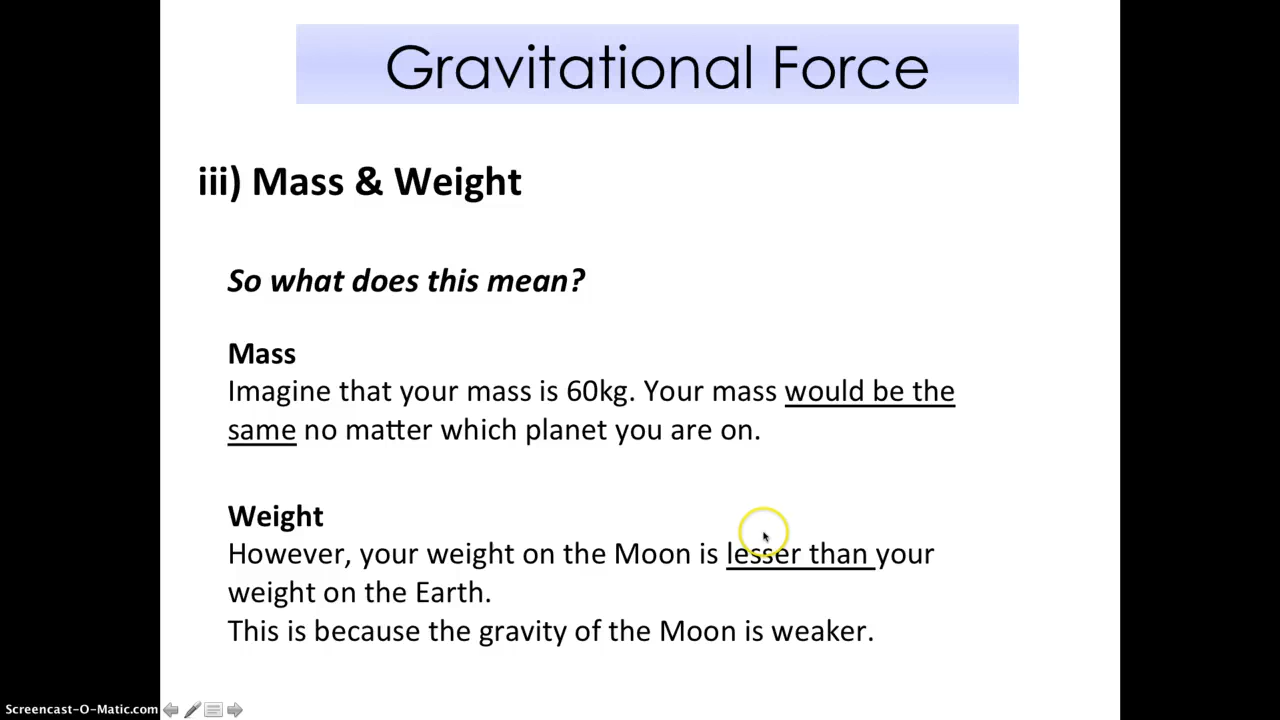 Gravitational Force
iii) Mass & Weight
So what does this mean?
Mass
Imagine that your mass is 60kg. Your mass would be the
same no matter which planet you are on.
Weight
However, your weight on the Moon is lesser than your
weight on the Earth.
This is because the gravity of the Moon is weaker.
Screencast-O-Matic.com